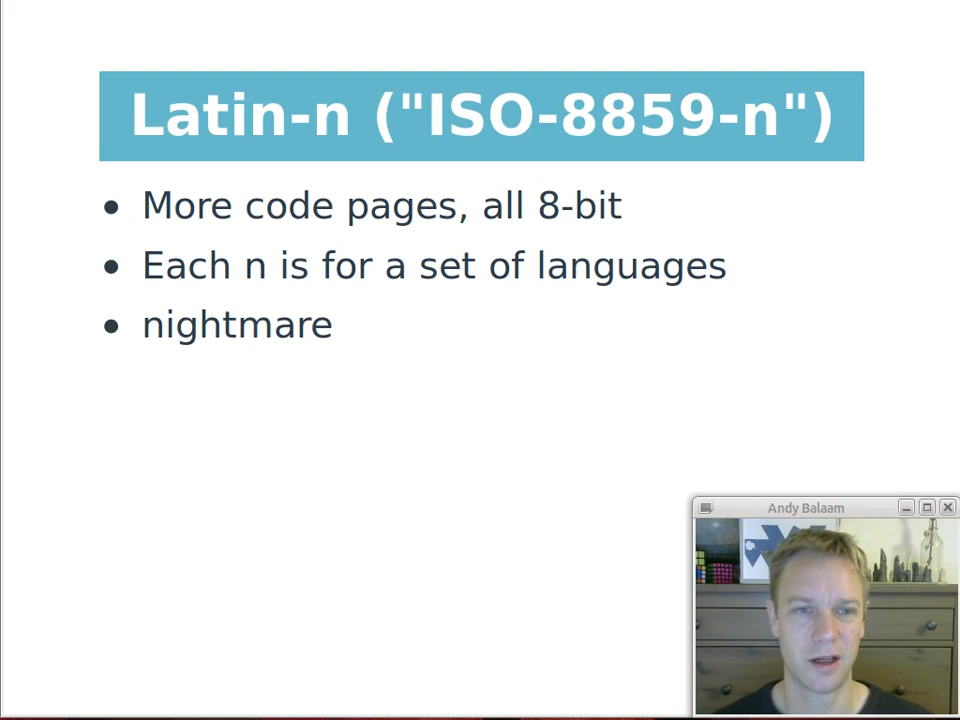 Latin-n ("ISO-8859-n")
• More code pages, all 8-bit
• Each n is for a set of languages
• nightmare
Andy Balaam